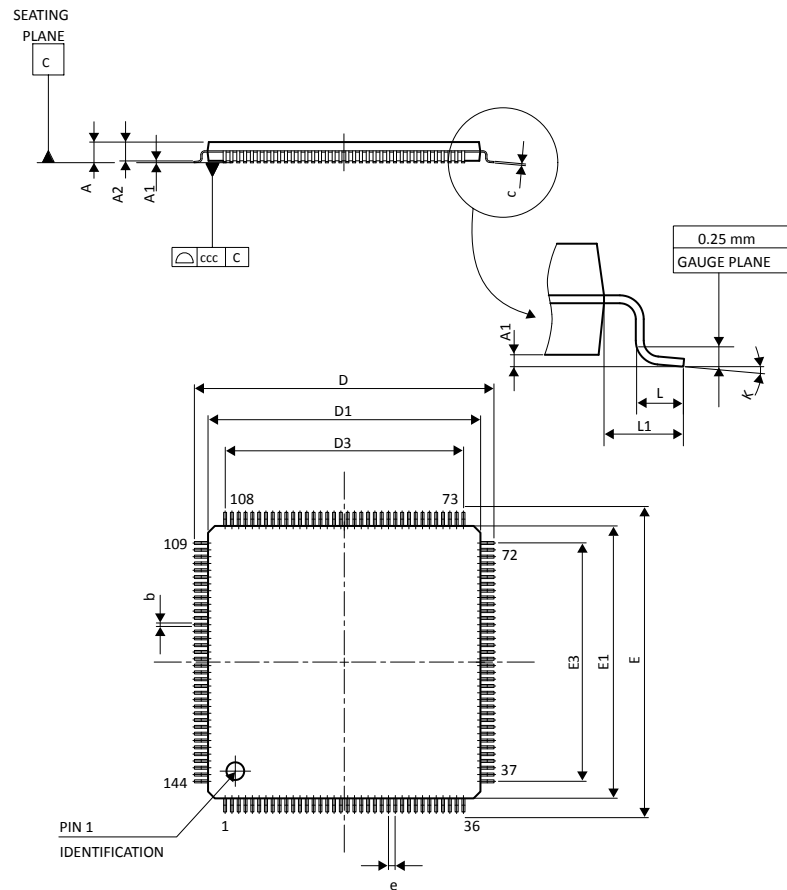 SEATING
PLANE
C
A
A2
A1
c
ccc C
0.25 mm
GAUGE PLANE
A1
K
L
L1
D
D1
D3
108 73
109 72
b
E3
E1
E
144 37
PIN 1
IDENTIFICATION
1 36
e